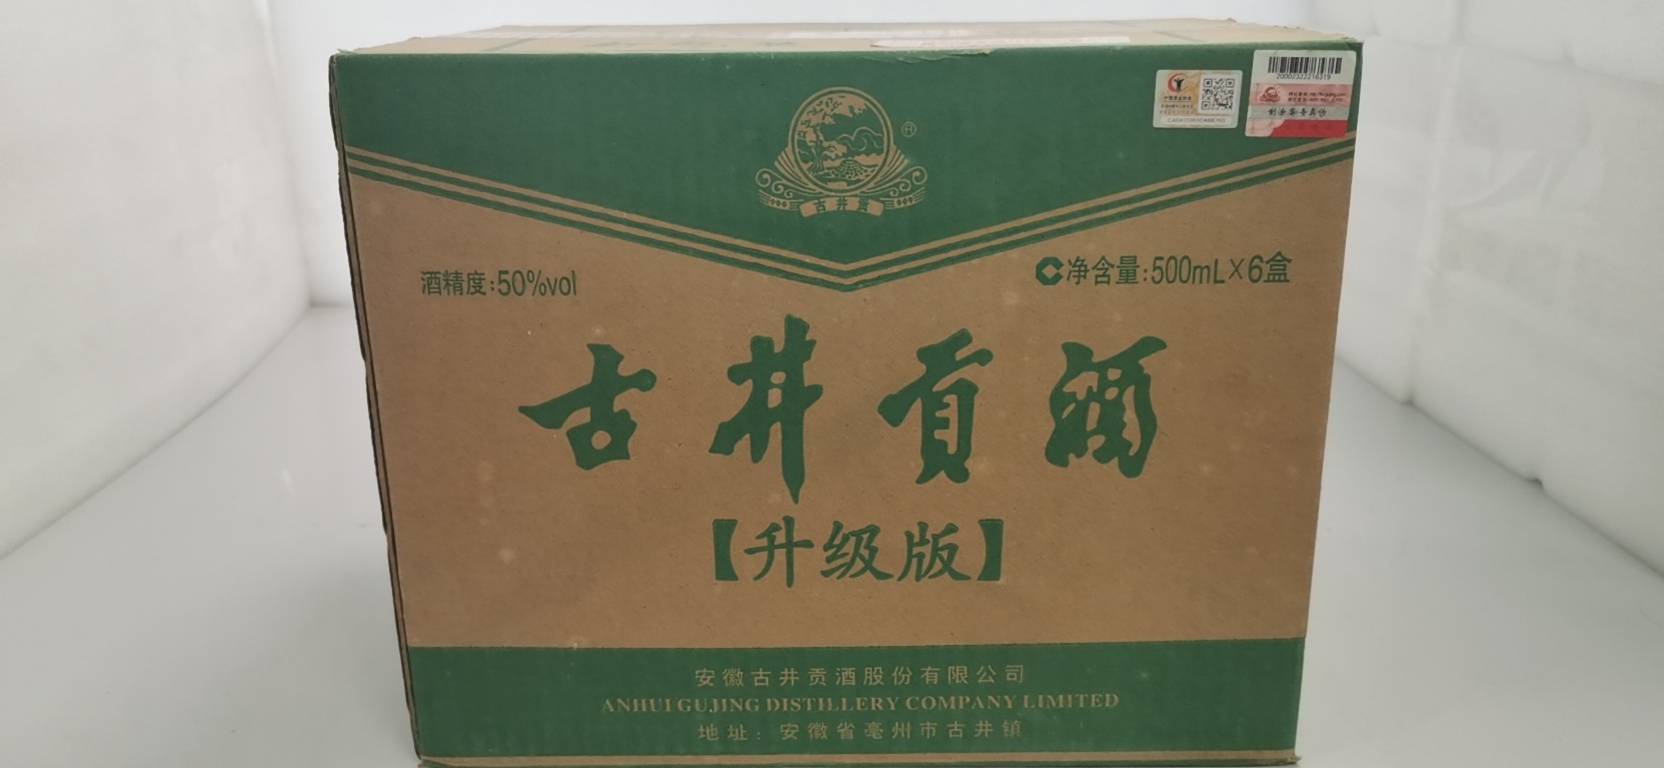 古井贡
20002322216319
酒精度:50%vol
净含量:500mL×6盒
古井贡酒
【升级版】
安徽古井贡酒股份有限公司
ANHUI GUJING DISTILLERY COMPANY LIMITED
地址：安徽省亳州市古井镇